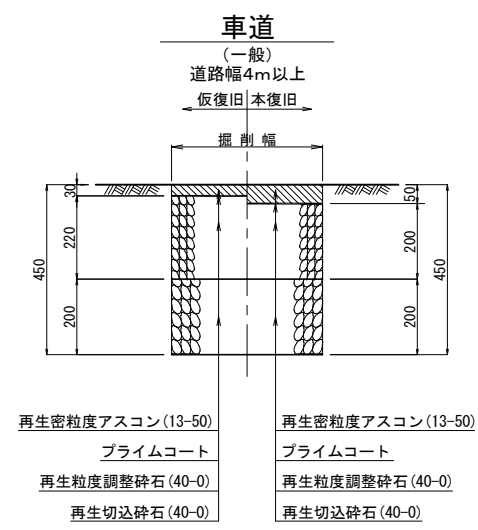 車道
(一般)
道路幅4m以上
仮復旧 本復旧
掘 削 幅
30
220
200
450
50
200
200
450
再生密粒度アスコン(13-50)
プライムコート
再生粒度調整砕石(40-0)
再生切込砕石(40-0)
再生密粒度アスコン(13-50)
プライムコート
再生粒度調整砕石(40-0)
再生切込砕石(40-0)